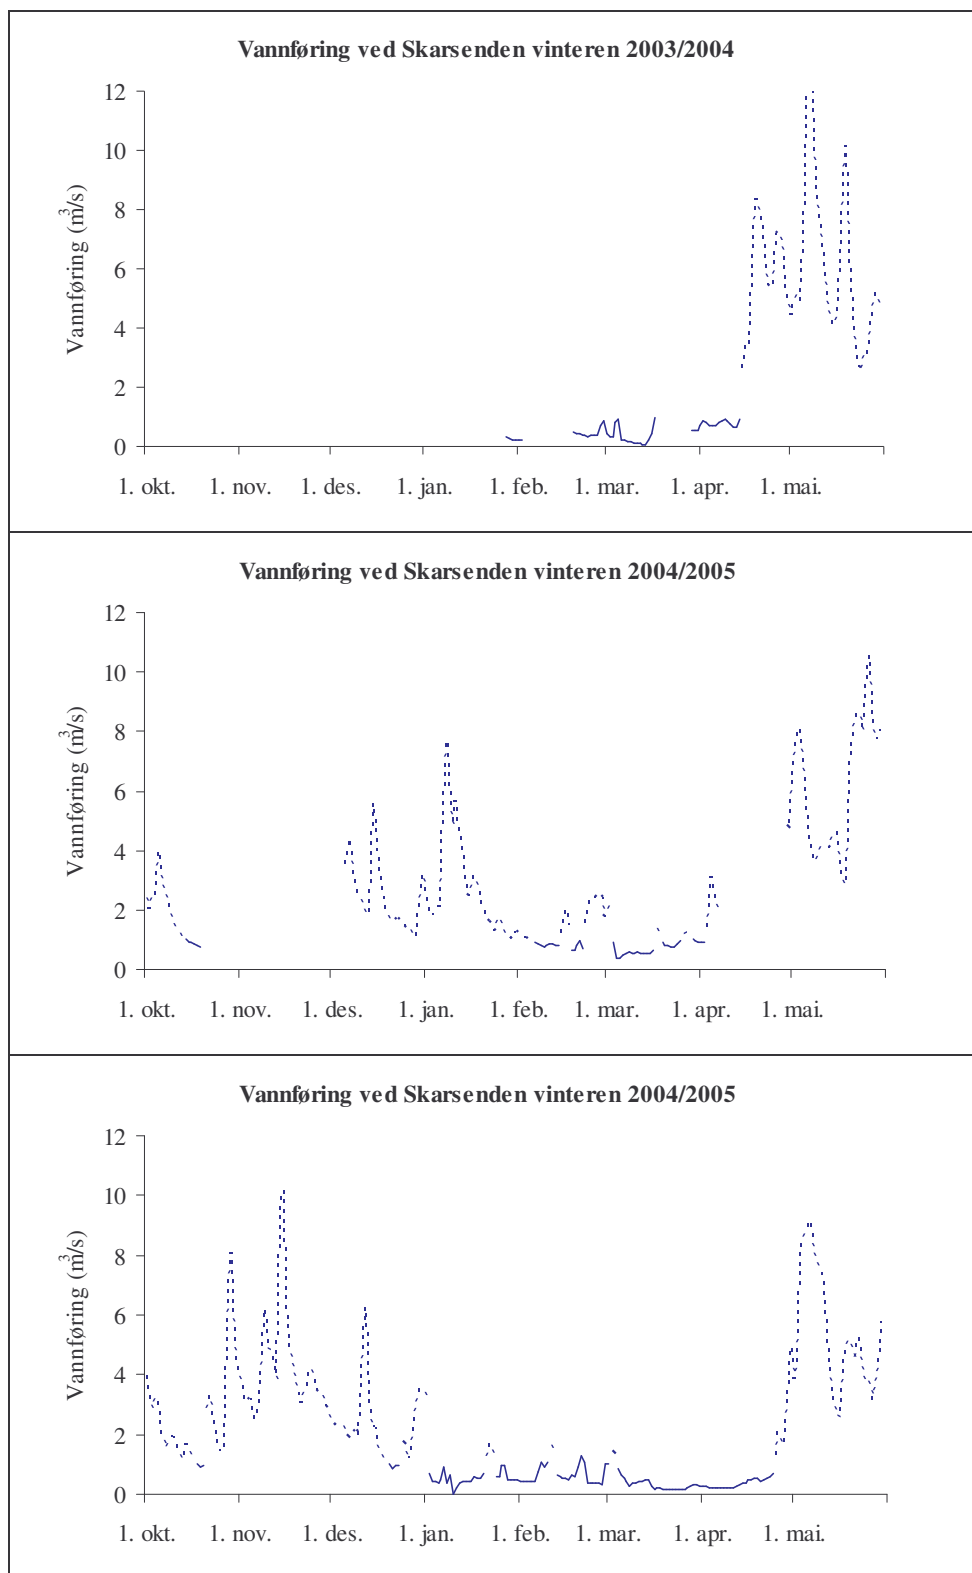 Vannføring ved Skarsenden vinteren 2003/2004
Vannføring (m³/s)
12
10
8
6
4
2
0
1. okt. 1. nov. 1. des. 1. jan. 1. feb. 1. mar. 1. apr. 1. mai.
Vannføring ved Skarsenden vinteren 2004/2005
Vannføring (m³/s)
12
10
8
6
4
2
0
1. okt. 1. nov. 1. des. 1. jan. 1. feb. 1. mar. 1. apr. 1. mai.
Vannføring ved Skarsenden vinteren 2004/2005
Vannføring (m³/s)
12
10
8
6
4
2
0
1. okt. 1. nov. 1. des. 1. jan. 1. feb. 1. mar. 1. apr. 1. mai.